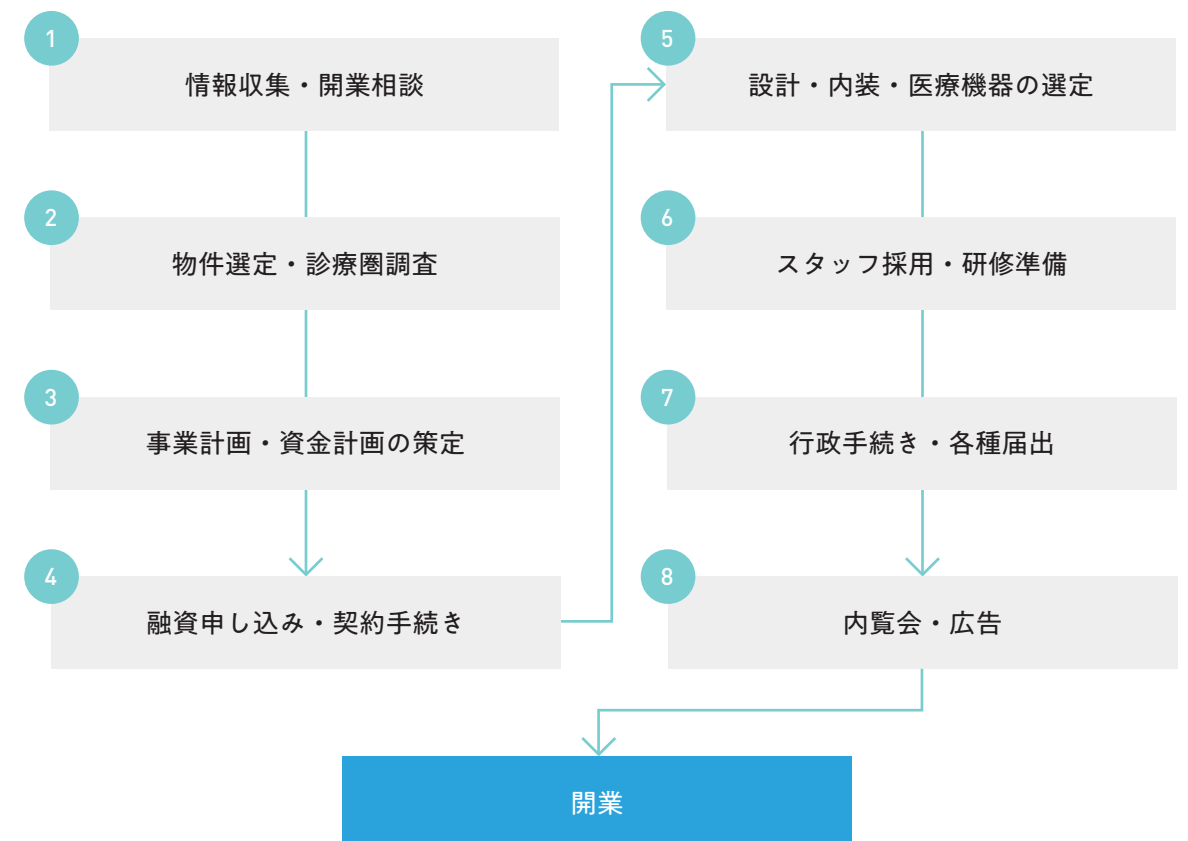 1
情報収集・開業相談
2
物件選定・診療圏調査
3
事業計画・資金計画の策定
4
融資申し込み・契約手続き
5
設計・内装・医療機器の選定
6
スタッフ採用・研修準備
7
行政手続き・各種届出
8
内覧会・広告
開業